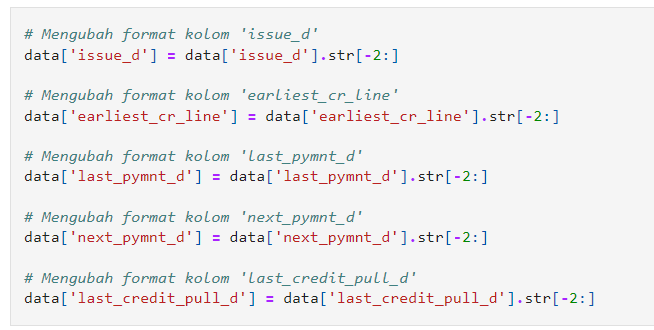 # Mengubah format kolom 'issue_d'
data['issue_d'] = data['issue_d'].str[-2:]
# Mengubah format kolom 'earliest_cr_line'
data['earliest_cr_line'] = data['earliest_cr_line'].str[-2:]
# Mengubah format kolom 'last_pymnt_d'
data['last_pymnt_d'] = data['last_pymnt_d'].str[-2:]
# Mengubah format kolom 'next_pymnt_d'
data['next_pymnt_d'] = data['next_pymnt_d'].str[-2:]
# Mengubah format kolom 'last_credit_pull_d'
data['last_credit_pull_d'] = data['last_credit_pull_d'].str[-2:]